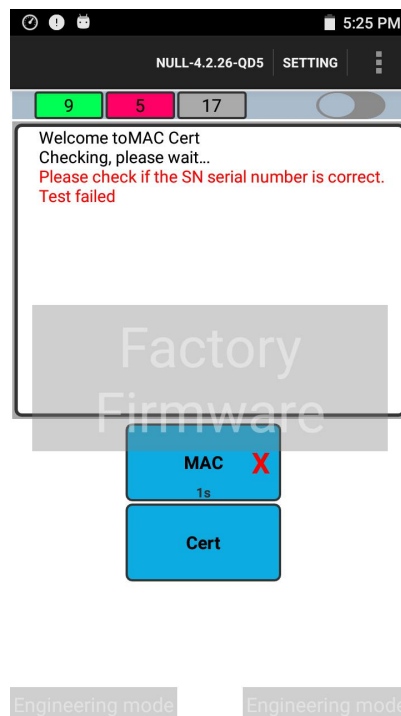 5:25 PM
NULL-4.2.26-QD5 SETTING
9 5 17
Welcome toMAC Cert
Checking, please wait...
Please check if the SN serial number is correct.
Test failed
Factory
Firmware
MAC X
1s
Cert
Engineering mode Engineering mode